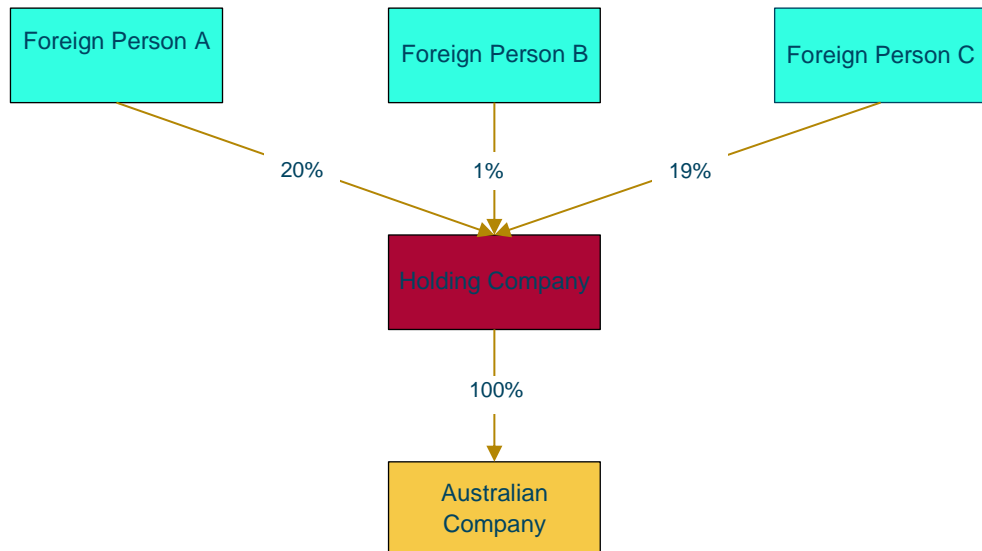 Foreign Person A
Foreign Person B
Foreign Person C
20%
1%
19%
Holding Company
100%
Australian
Company